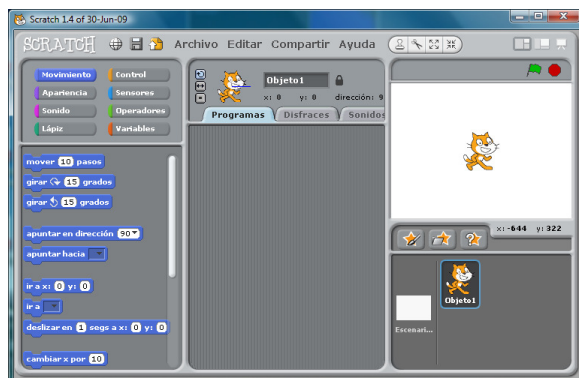 Scratch 1.4 of 30-Jun-09
SCRATCH Archivo Editar Compartir Ayuda
Movimiento Control
Apariencia Sensores
Sonido Operadores
Lápiz Variables
mover 10 pasos
girar 15 grados
girar 15 grados
apuntar en dirección 90
apuntar hacia
ir a x: 0 y: 0
ir a
deslizar en 1 segs a x: 0 y: 0
cambiar x por 10
Objeto1
x: 0 y: 0 dirección: 9
Programas Disfraces Sonidos
x: -644 y: 322
Objeto1
Escenari...